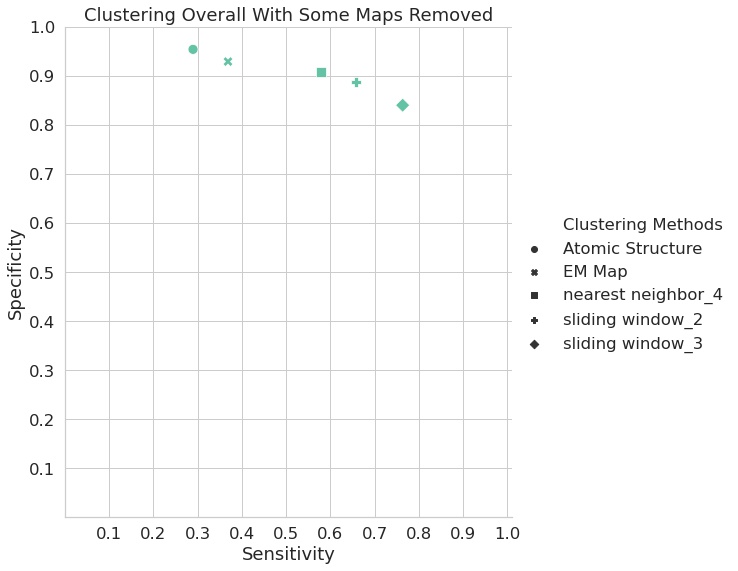 Clustering Overall With Some Maps Removed
1.0
0.9
0.8
0.7
0.6
0.5
0.4
0.3
0.2
0.1
Specificity
0.1 0.2 0.3 0.4 0.5 0.6 0.7 0.8 0.9 1.0
Sensitivity
Clustering Methods
Atomic Structure
EM Map
nearest neighbor_4
sliding window_2
sliding window_3